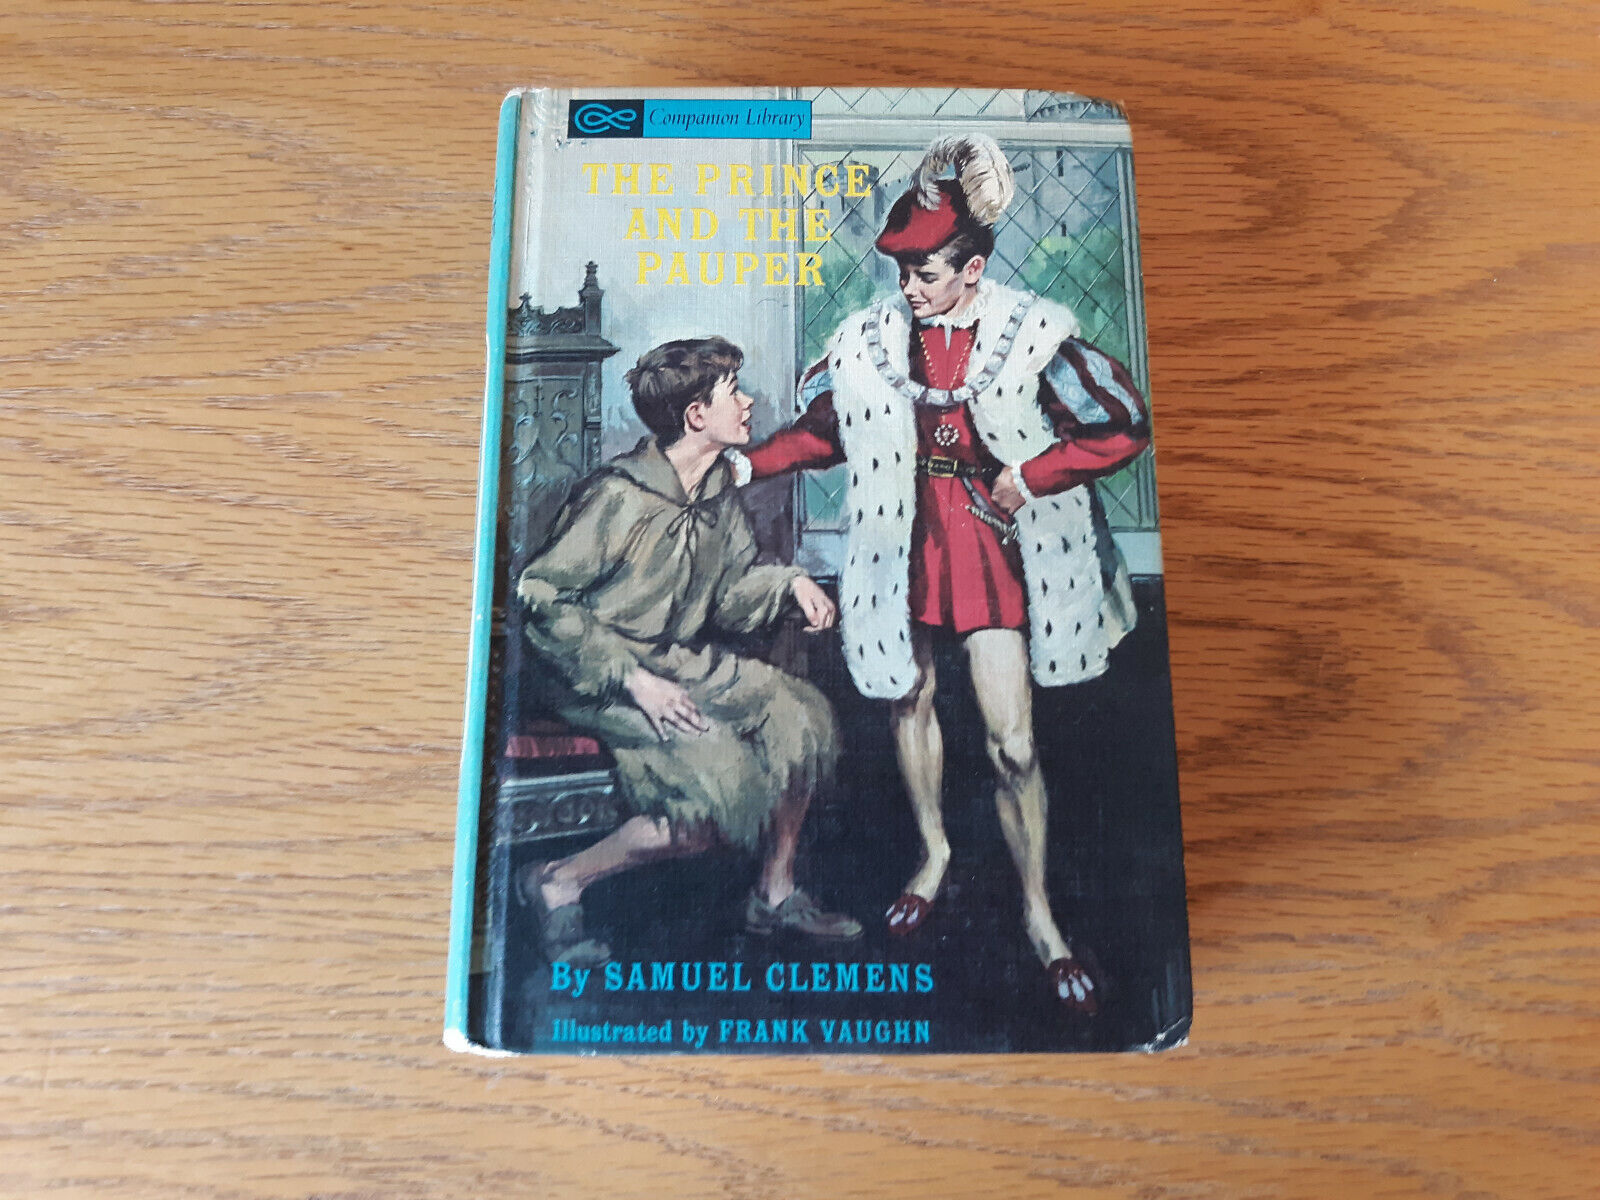 Companion Library
THE PRINCE
AND THE
PAUPER
By SAMUEL CLEMENS
Illustrated by FRANK VAUGHN